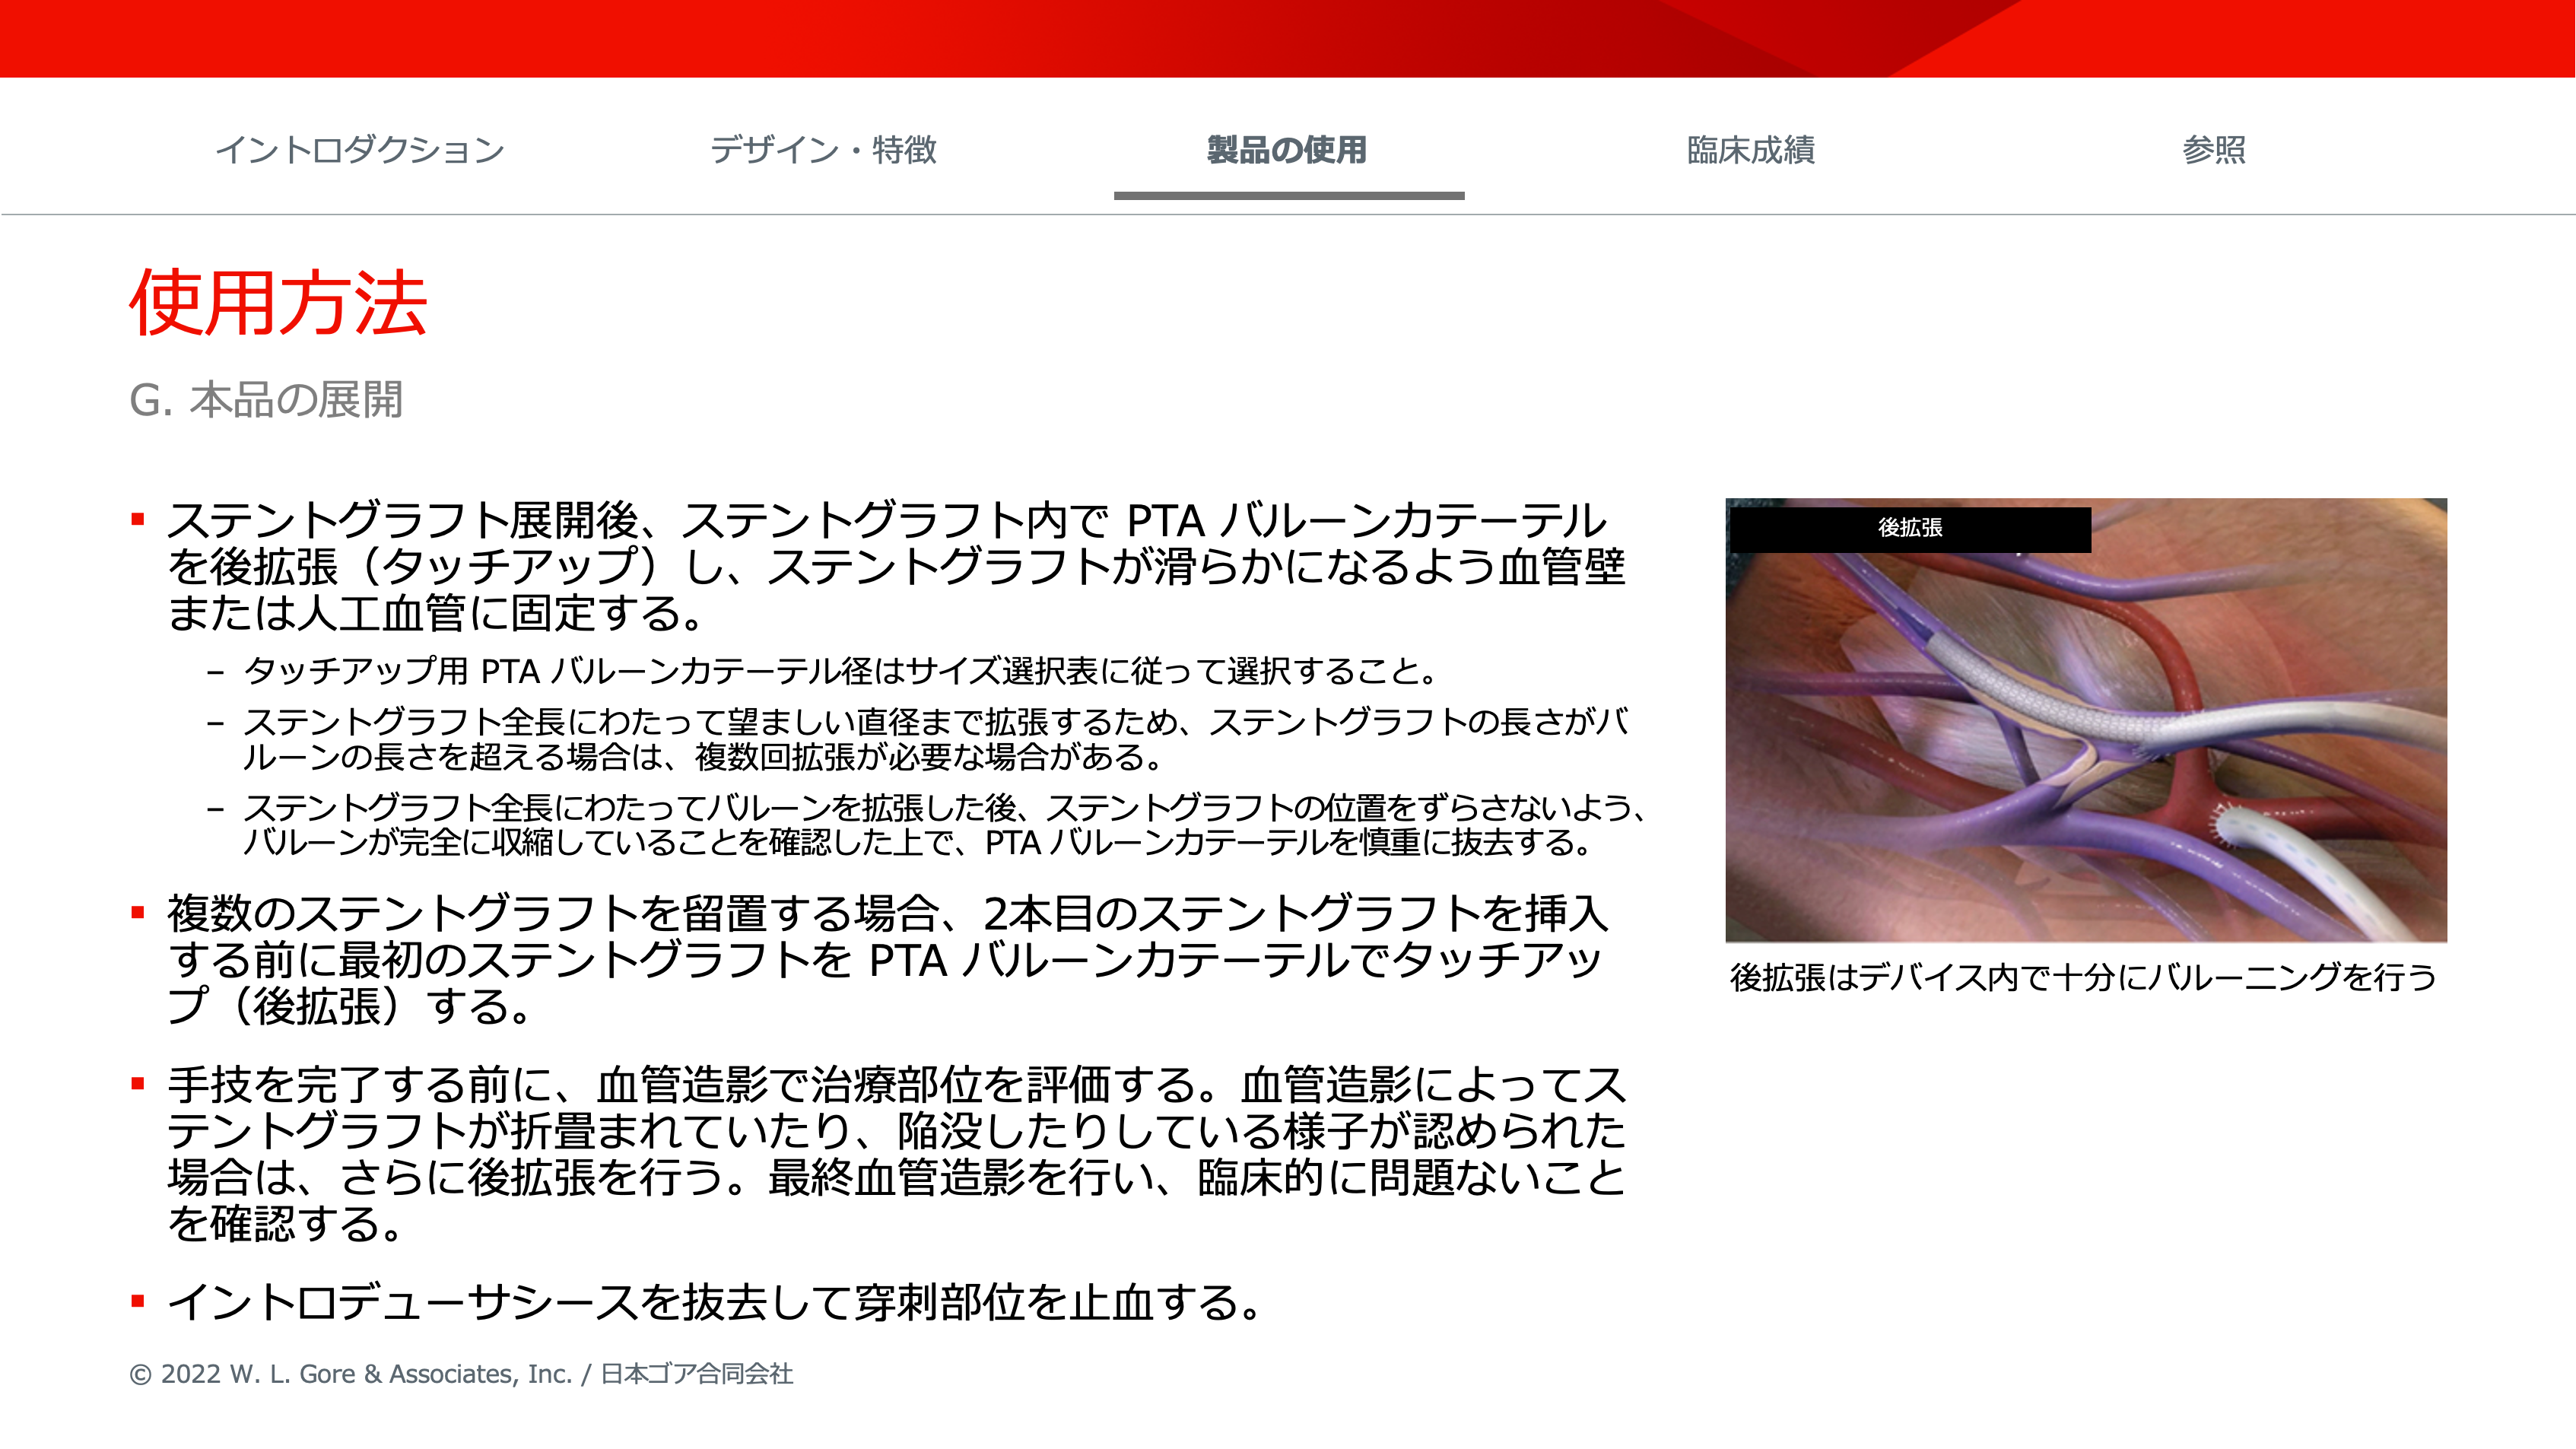 イントロダクション
デザイン・特徴
製品の使用
臨床成績
参照
使用方法
G. 本品の展開
▪ ステントグラフト展開後、ステントグラフト内で PTA バルーンカテーテル
を後拡張（タッチアップ）し、ステントグラフトが滑らかになるよう血管壁
または人工血管に固定する。
– タッチアップ用 PTA バルーンカテーテル径はサイズ選択表に従って選択すること。
– ステントグラフト全長にわたって望ましい直径まで拡張するため、ステントグラフトの長さがバ
ルーンの長さを超える場合は、複数回拡張が必要な場合がある。
– ステントグラフト全長にわたってバルーンを拡張した後、ステントグラフトの位置をずらさないよう、
バルーンが完全に収縮していることを確認した上で、PTA バルーンカテーテルを慎重に抜去する。
▪ 複数のステントグラフトを留置する場合、2本目のステントグラフトを挿入
する前に最初のステントグラフトを PTA バルーンカテーテルでタッチアッ
プ（後拡張）する。
▪ 手技を完了する前に、血管造影で治療部位を評価する。血管造影によってス
テントグラフトが折畳まれていたり、陥没したりしている様子が認められた
場合は、さらに後拡張を行う。最終血管造影を行い、臨床的に問題ないこと
を確認する。
▪ イントロデューサシースを抜去して穿刺部位を止血する。
後拡張
後拡張はデバイス内で十分にバルーニングを行う
© 2022 W. L. Gore & Associates, Inc. / 日本ゴア合同会社